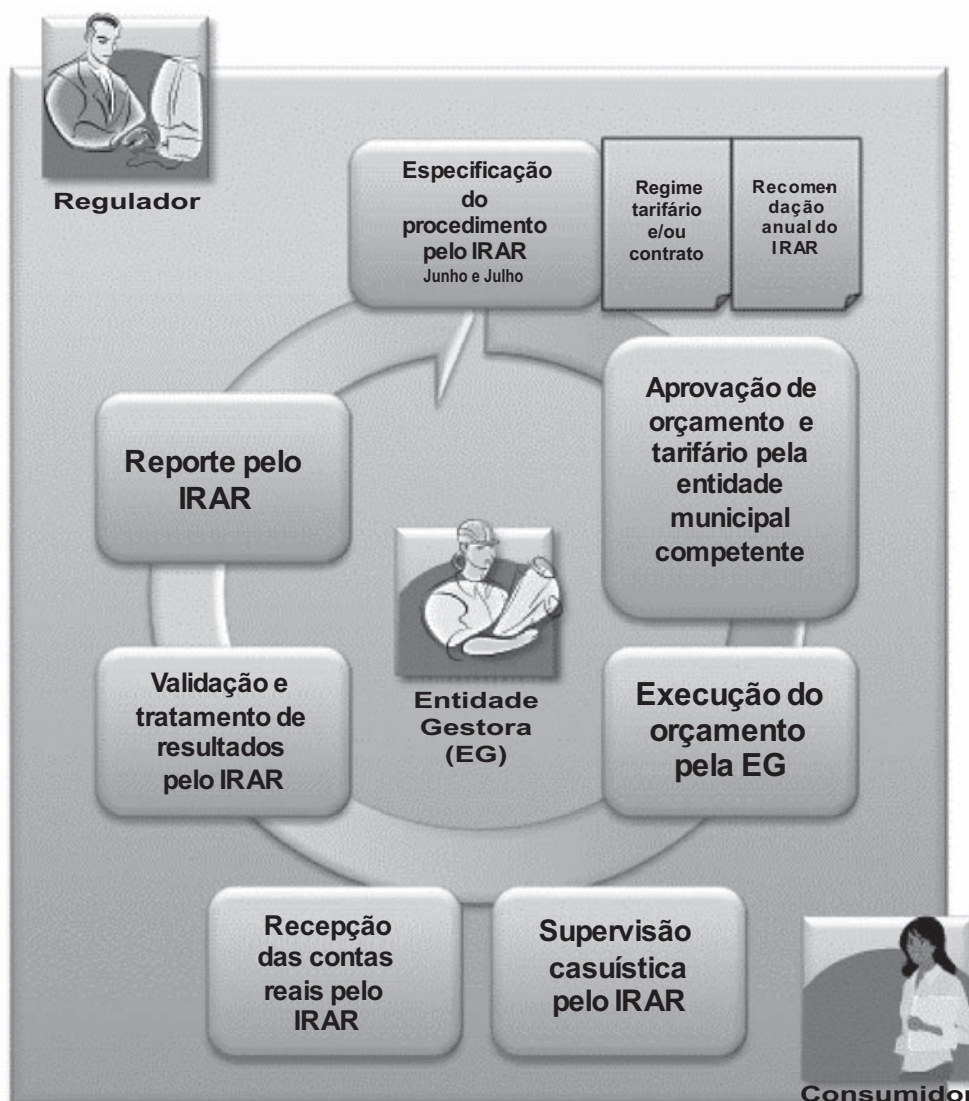 Regulador
Especificação
do
procedimento
pelo IRAR
Junho e Julho
Regime
tarifário
e/ou
contrato
Recomen-
dação
anual do
IRAR
Aprovação de
orçamento e
tarifário pela
entidade
municipal
competente
Execução do
orçamento
pela EG
Supervisão
casuística
pelo IRAR
Recepção
das contas
reais pelo
IRAR
Validação e
tratamento de
resultados
pelo IRAR
Reporte pelo
IRAR
Entidade
Gestora
(EG)
Consumidor